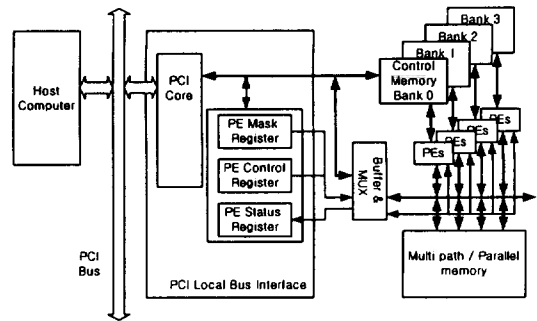 Bank 3
Bank 2
Bank 1
Control
Memory
Bank 0
Host
Computer
PCI
Core
PE Mask
Register
PE Control
Register
PE Status
Register
Buffer &
MUX
PEs
PEs
PEs
PEs
PCI
Bus
PCI Local Bus Interface
Multi path / Parallel
memory